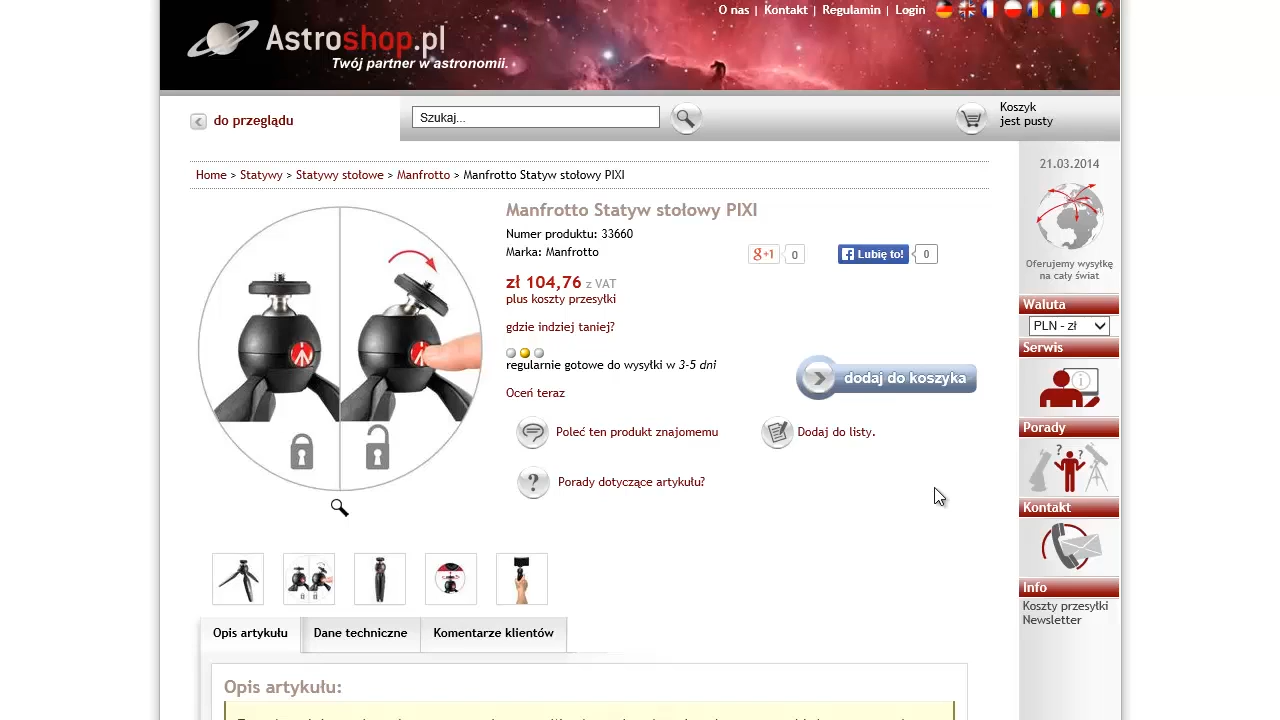 O nas | Kontakt | Regulamin | Login
Astroshop.pl
Twój partner w astronomii.
do przeglądu
Szukaj...
Koszyk
jest pusty
21.03.2014
Home > Statywy > Statywy stołowe > Manfrotto > Manfrotto Statyw stołowy PIXI
Manfrotto Statyw stołowy PIXI
Numer produktu: 33660
Marka: Manfrotto
g+1 0
Lubię to! 0
zł 104,76 z VAT
plus koszty przesyłki
gdzie indziej taniej?
regularnie gotowe do wysyłki w 3-5 dni
dodaj do koszyka
Oceń teraz
Poleć ten produkt znajomemu
Dodaj do listy.
Porady dotyczące artykułu?
Oferujemy wysyłkę
na cały świat
Waluta
PLN - zł
Serwis
Porady
Kontakt
Info
Koszty przesyłki
Newsletter
Opis artykułu
Dane techniczne
Komentarze klientów
Opis artykułu: